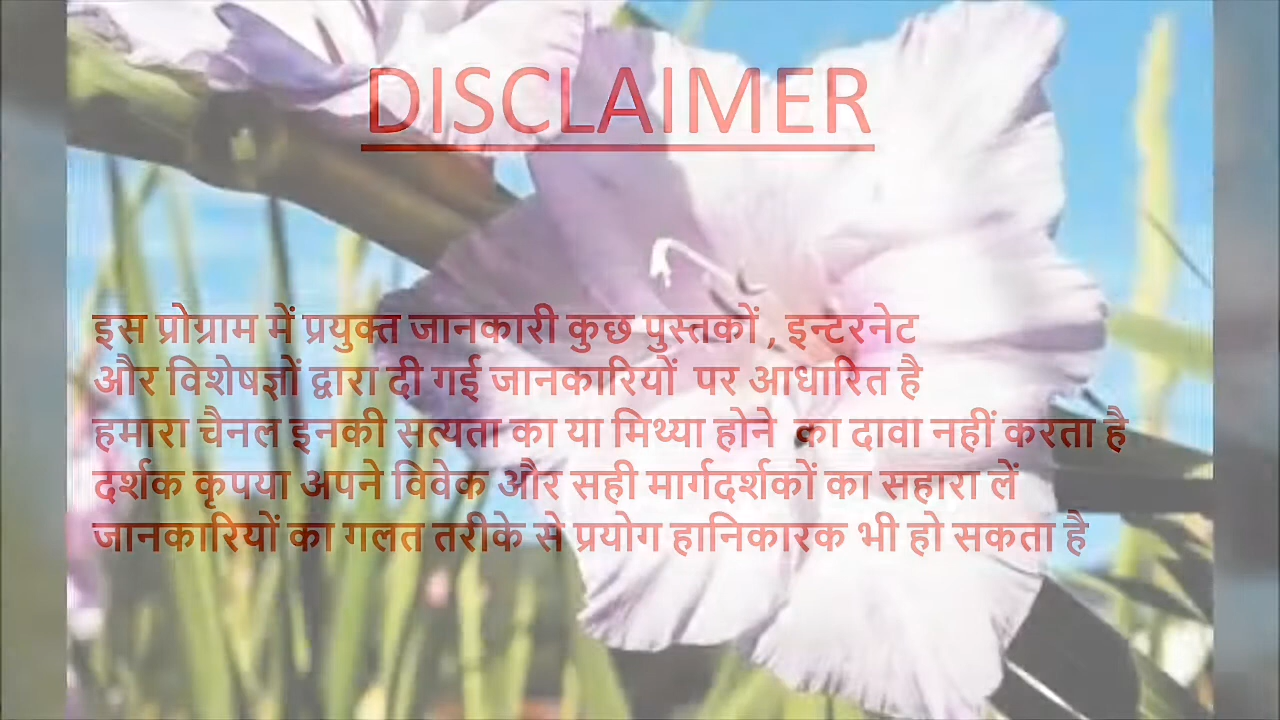 DISCLAIMER
इस प्रोग्राम में प्रयुक्त जानकारी कुछ पुस्तकों , इन्टरनेट
और विशेषज्ञों द्वारा दी गई जानकारियों पर आधारित है
हमारा चैनल इनकी सत्यता का या मिथ्या होने का दावा नहीं करता है
दर्शक कृपया अपने विवेक और सही मार्गदर्शकों का सहारा लें
जानकारियों का गलत तरीके से प्रयोग हानिकारक भी हो सकता है